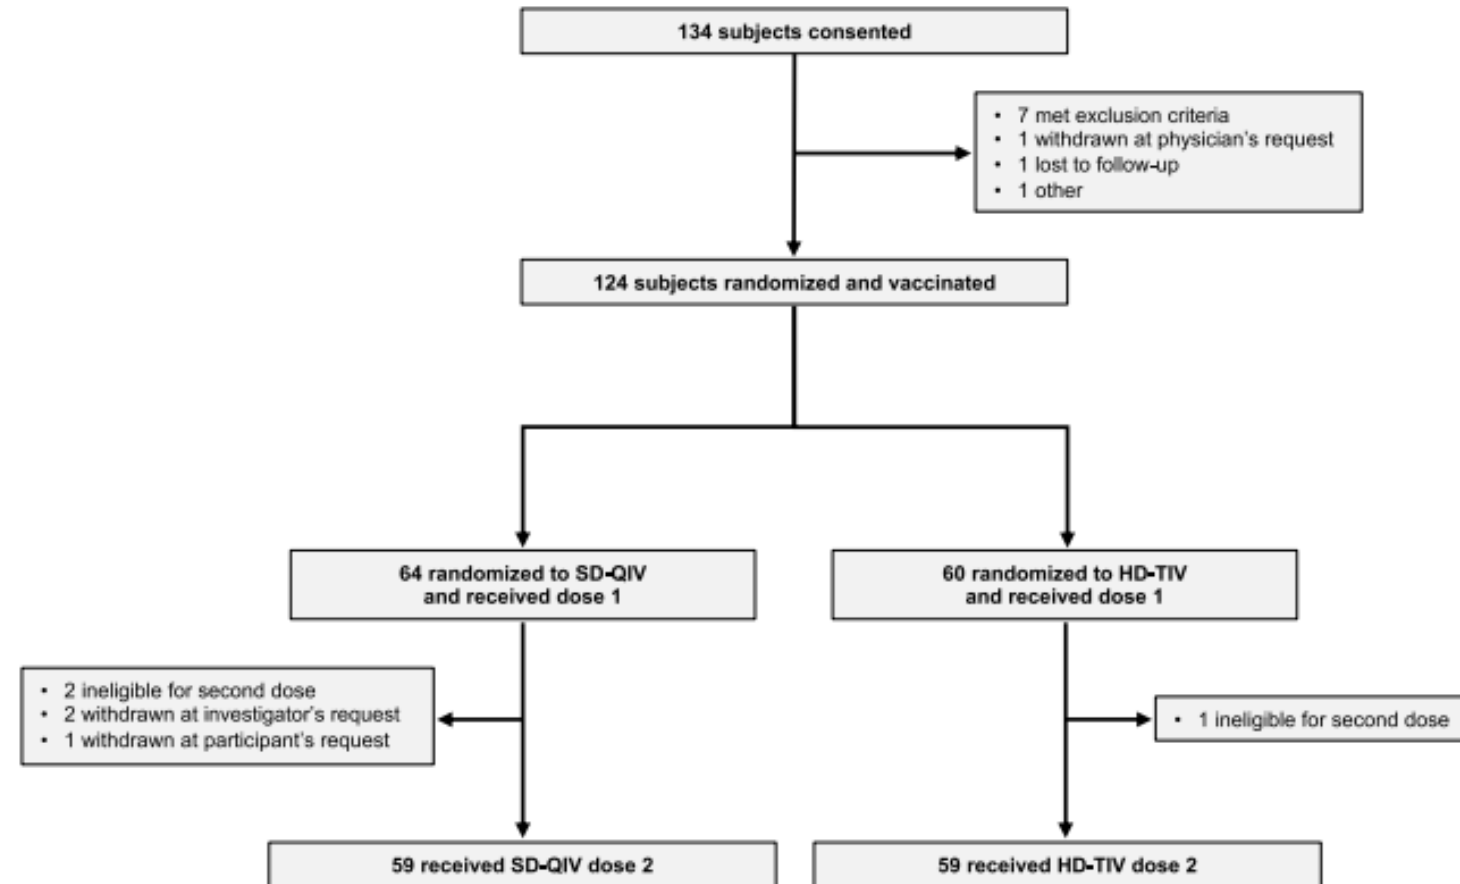 134 subjects consented
• 7 met exclusion criteria
• 1 withdrawn at physician's request
• 1 lost to follow-up
• 1 other
124 subjects randomized and vaccinated
64 randomized to SD-QIV
and received dose 1
60 randomized to HD-TIV
and received dose 1
• 2 ineligible for second dose
• 2 withdrawn at investigator's request
• 1 withdrawn at participant's request
• 1 ineligible for second dose
59 received SD-QIV dose 2
59 received HD-TIV dose 2